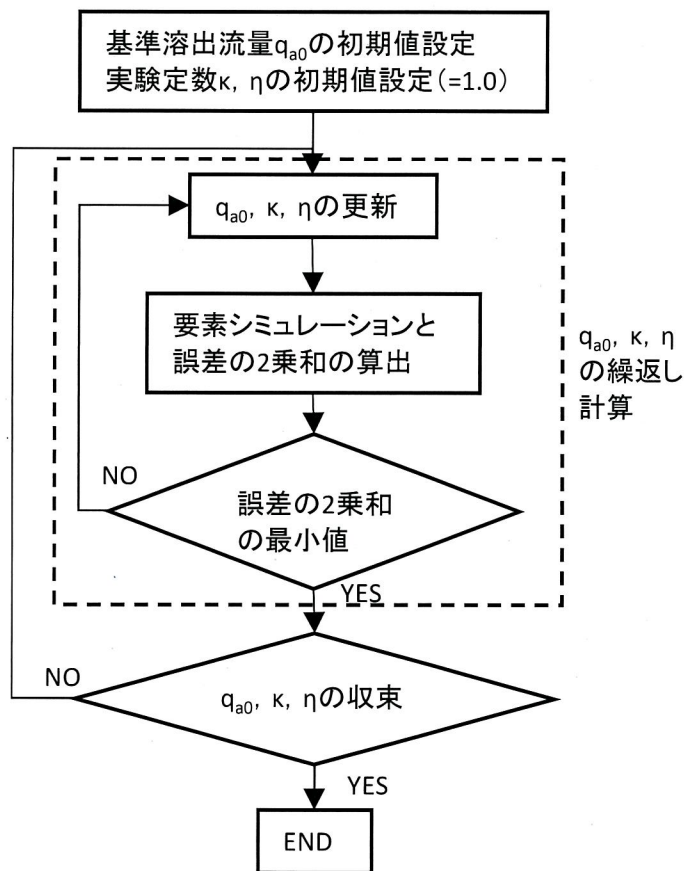 基準溶出流量qa0の初期値設定
実験定数κ, ηの初期値設定(=1.0)
qa0, κ, ηの更新
要素シミュレーションと
誤差の2乗和の算出
qa0, κ, η
の繰返し
計算
NO
誤差の2乗和
の最小値
YES
NO
qa0, κ, ηの収束
YES
END